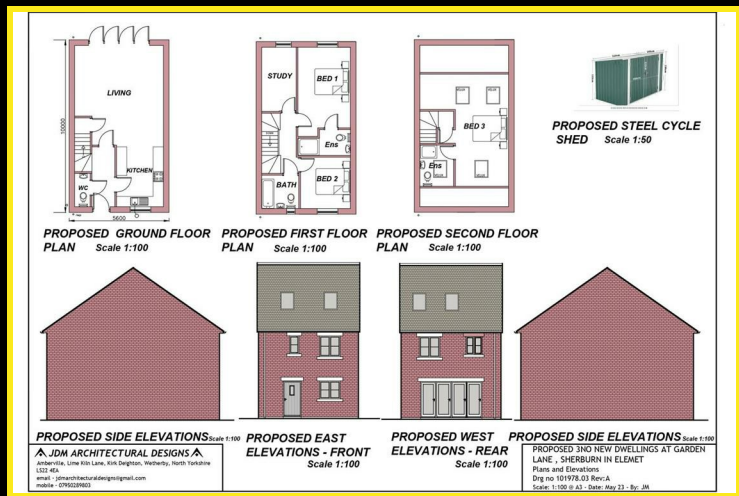 LIVING
10000
KITCHEN
WC
5600
PROPOSED GROUND FLOOR
PLAN Scale 1:100
STUDY
BED 1
Ens
BED 2
BATH
PROPOSED FIRST FLOOR
PLAN Scale 1:100
BED 3
Ens
PROPOSED SECOND FLOOR
PLAN Scale 1:100
PROPOSED STEEL CYCLE
SHED Scale 1:50
PROPOSED SIDE ELEVATIONS Scale 1:100
PROPOSED EAST
ELEVATIONS - FRONT
Scale 1:100
PROPOSED WEST
ELEVATIONS - REAR
Scale 1:100
PROPOSED SIDE ELEVATIONS Scale 1:100
JDM ARCHITECTURAL DESIGNS
Amberville, Lime Kiln Lane, Kirk Deighton, Wetherby, North Yorkshire
LS22 4EA
email - jdmarchitecturaldesigns@gmail.com
mobile - 07950289803
PROPOSED 3NO NEW DWELLINGS AT GARDEN
LANE , SHERBURN IN ELEMET
Plans and Elevations
Drg no 101978.03 Rev:A
Scale: 1:100 @ A3 - Date: May 23 - By: JM